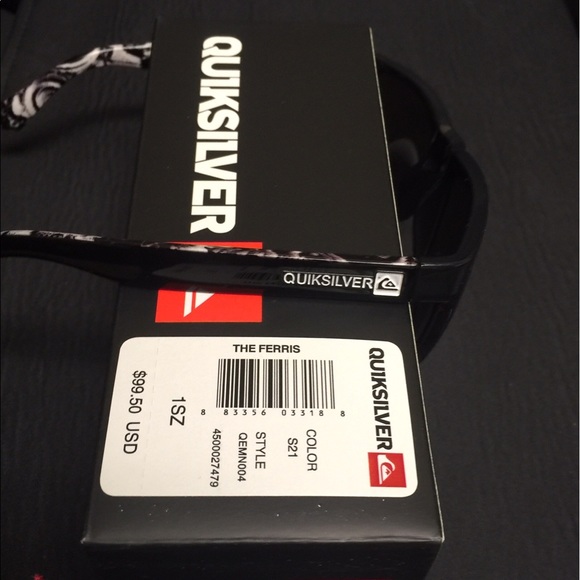 QUIKSILVER
QUIKSILVER
THE FERRIS
8 83356 03318 8
$99.50 USD
1SZ
4500027479
STYLE
QEMN004
COLOR
S21
QUIKSILVER